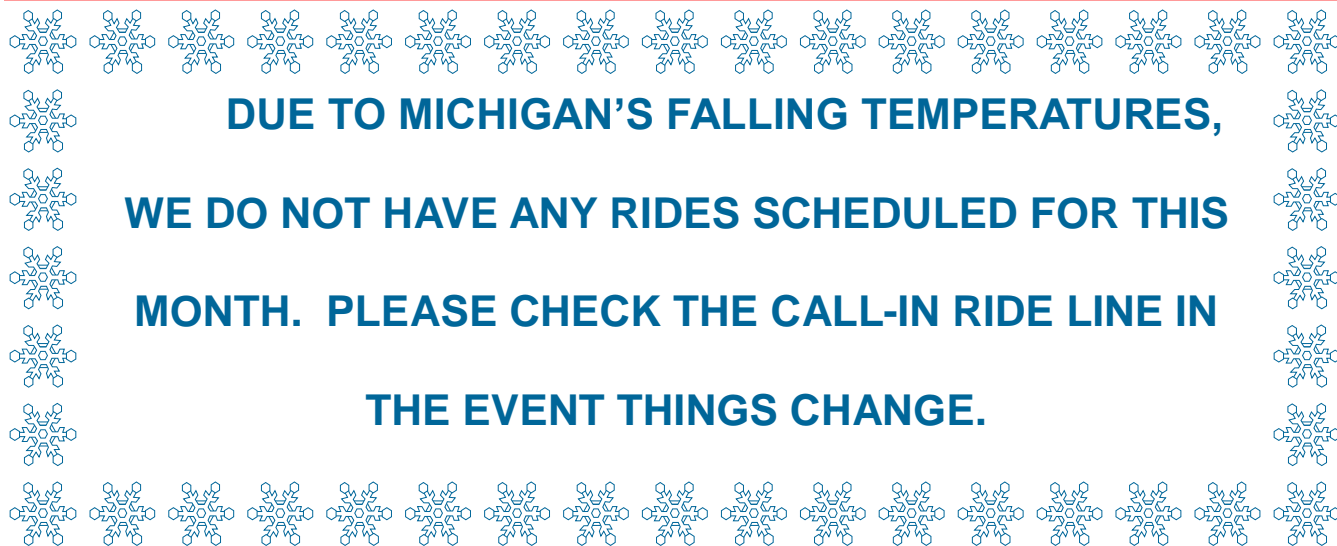 DUE TO MICHIGAN’S FALLING TEMPERATURES,
WE DO NOT HAVE ANY RIDES SCHEDULED FOR THIS
MONTH.  PLEASE CHECK THE CALL-IN RIDE LINE IN
THE EVENT THINGS CHANGE.